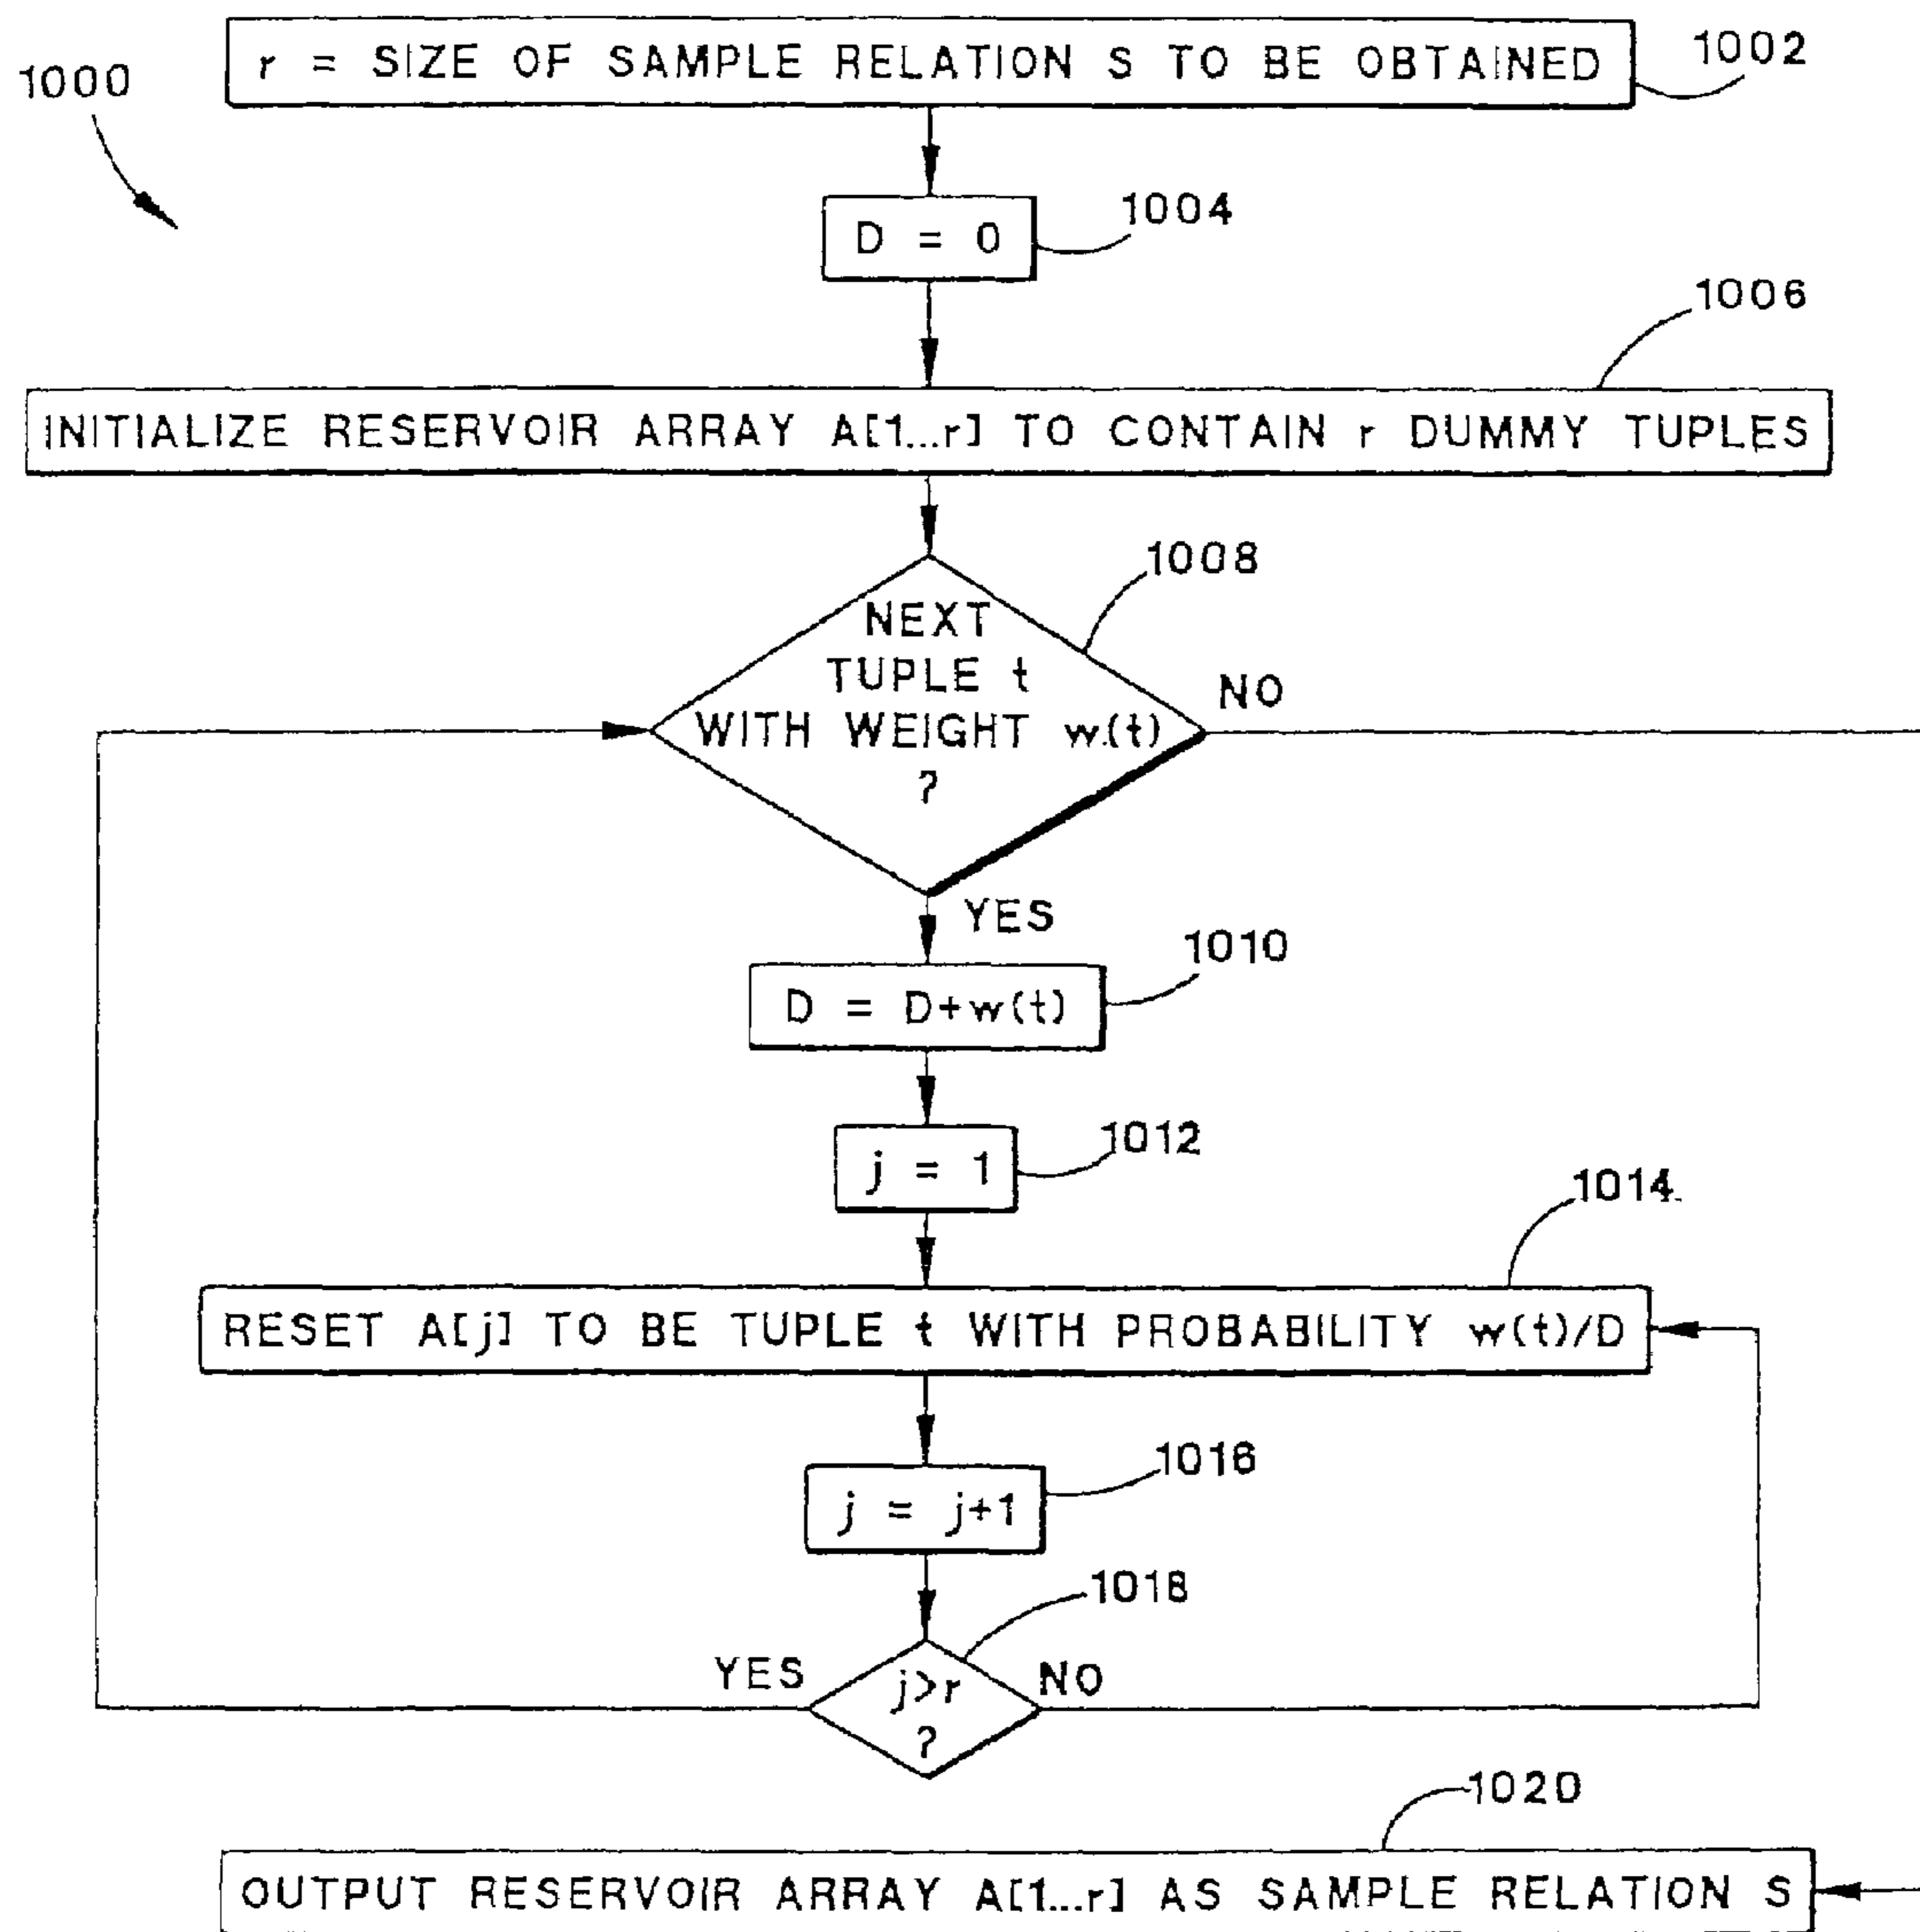 1000
r = SIZE OF SAMPLE RELATION S TO BE OBTAINED
1002
D = 0
1004
1006
INITIALIZE RESERVOIR ARRAY A[1...r] TO CONTAIN r DUMMY TUPLES
1008
NEXT
TUPLE t
WITH WEIGHT w.(t)
?
NO
YES
1010
D = D+w(t)
1012
j = 1
1014
RESET A[j] TO BE TUPLE t WITH PROBABILITY w(t)/D
1016
j = j+1
1018
YES
j>r
?
NO
1020
OUTPUT RESERVOIR ARRAY A[1...r] AS SAMPLE RELATION S